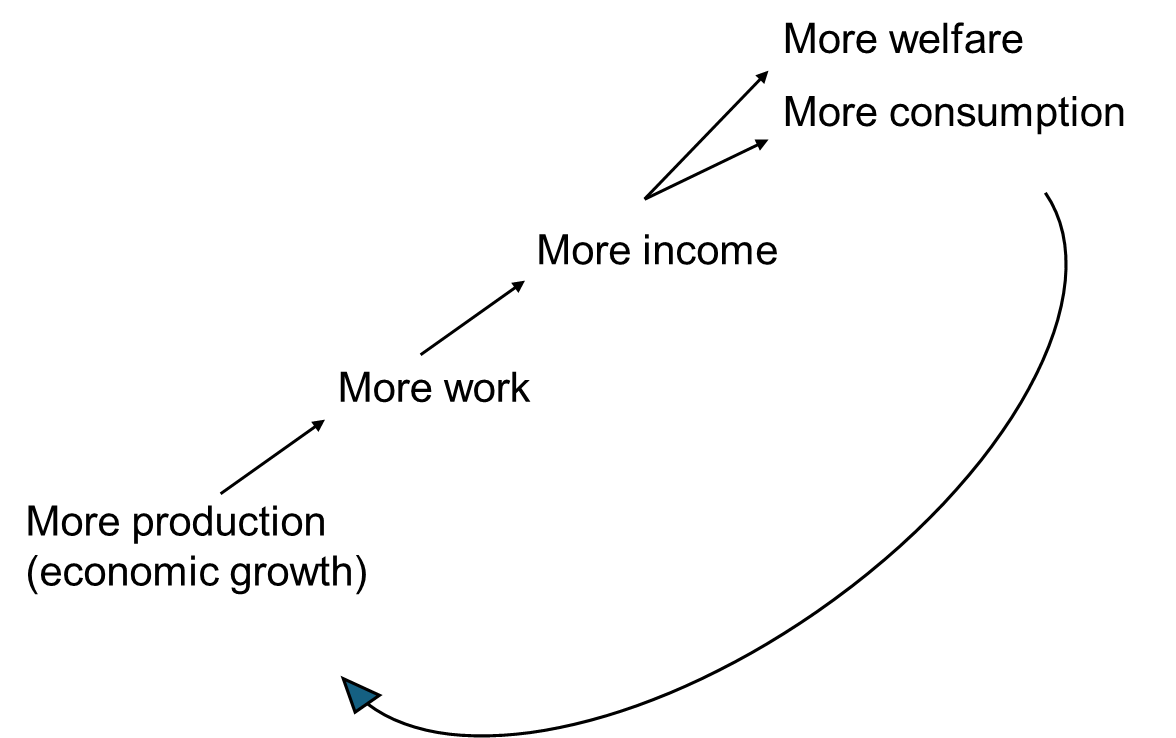 More welfare
More consumption
More income
More work
More production
(economic growth)